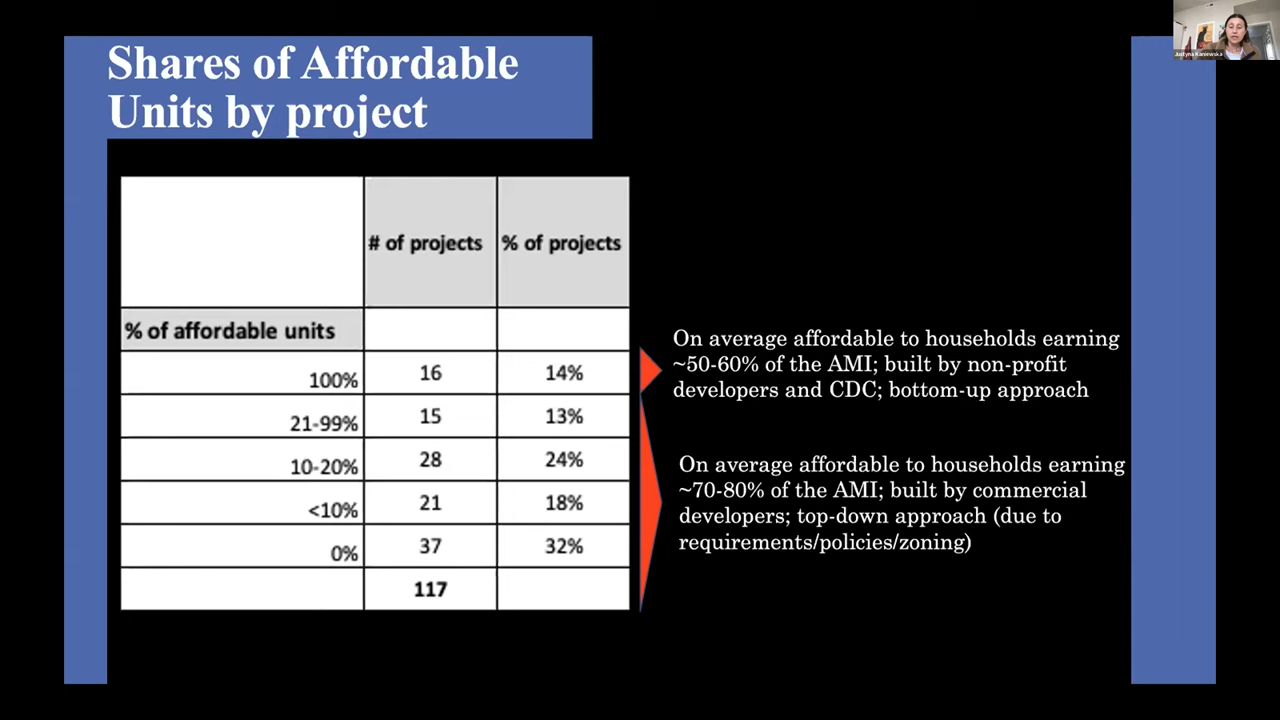 Shares of Affordable
Units by project
Justyna Kaniewska
# of projects % of projects
% of affordable units
100% 16 14%
21-99% 15 13%
10-20% 28 24%
<10% 21 18%
0% 37 32%
117
On average affordable to households earning
~50-60% of the AMI; built by non-profit
developers and CDC; bottom-up approach
On average affordable to households earning
~70-80% of the AMI; built by commercial
developers; top-down approach (due to
requirements/policies/zoning)